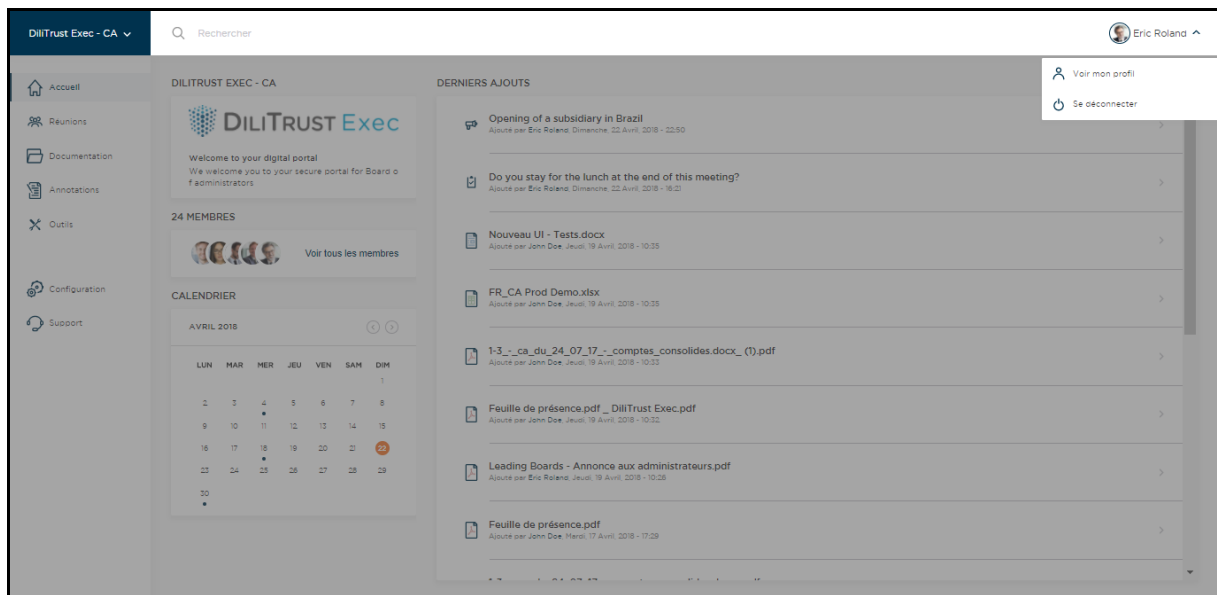 DiliTrust Exec - CA
Rechercher
Eric Roland
Voir mon profil
Se déconnecter
Accueil
Réunions
Documentation
Annotations
Outils
Configuration
Support
DILITRUST EXEC - CA
DILITRUST Exec
Welcome to your digital portal
We welcome you to your secure portal for Board o
f administrators
24 MEMBRES
Voir tous les membres
CALENDRIER
AVRIL 2018
LUN MAR MER JEU VEN SAM DIM
1
2 3 4 5 6 7 8
9 10 11 12 13 14 15
16 17 18 19 20 21 22
23 24 25 26 27 28 29
30
DERNIERS AJOUTS
Opening of a subsidiary in Brazil
Ajouté par Eric Roland, Dimanche, 22 Avril, 2018 - 22:50
Do you stay for the lunch at the end of this meeting?
Ajouté par Eric Roland, Dimanche, 22 Avril, 2018 - 16:21
Nouveau UI - Tests.docx
Ajouté par John Doe, Jeudi, 19 Avril, 2018 - 10:35
FR_CA Prod Demo.xlsx
Ajouté par John Doe, Jeudi, 19 Avril, 2018 - 10:35
1-3_-_ca_du_24_07_17_-_comptes_consolides.docx_ (1).pdf
Ajouté par John Doe, Jeudi, 19 Avril, 2018 - 10:33
Feuille de présence.pdf _ DiliTrust Exec.pdf
Ajouté par John Doe, Jeudi, 19 Avril, 2018 - 10:32
Leading Boards - Annonce aux administrateurs.pdf
Ajouté par Eric Roland, Jeudi, 19 Avril, 2018 - 10:28
Feuille de présence.pdf
Ajouté par John Doe, Mardi, 17 Avril, 2018 - 17:29